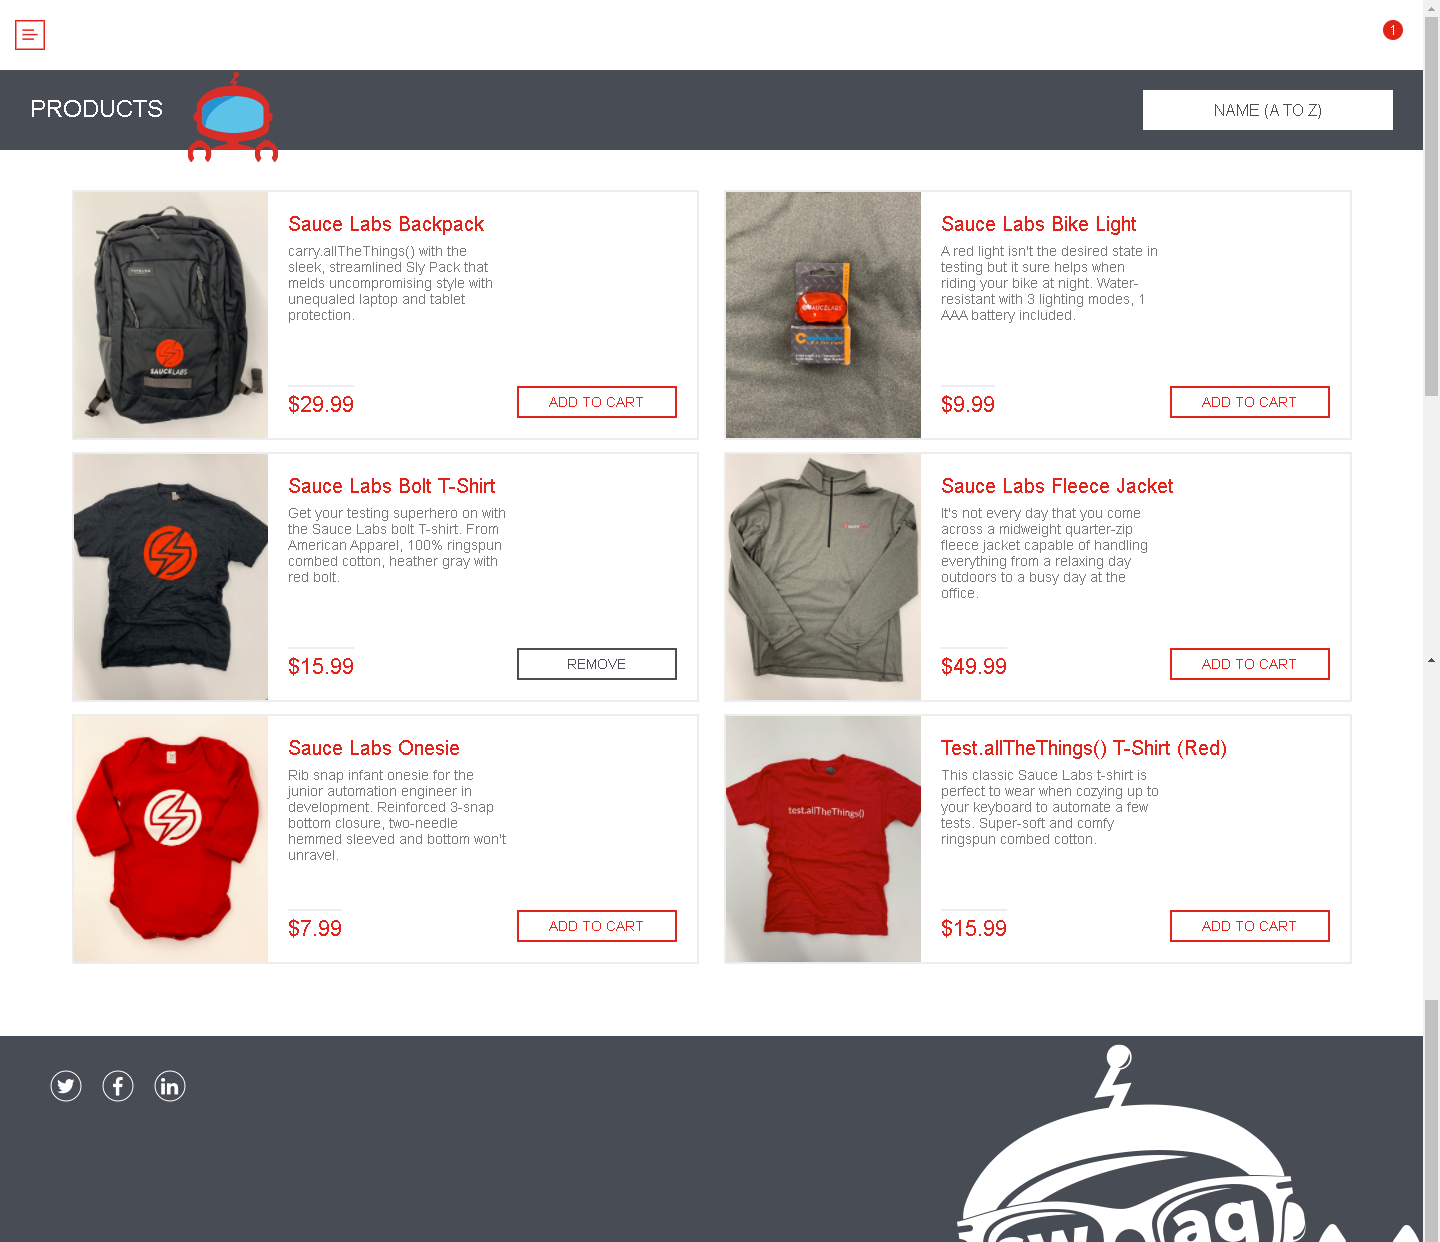 1
PRODUCTS
NAME (A TO Z)
Sauce Labs Backpack
carry.allTheThings() with the
sleek, streamlined Sly Pack that
melds uncompromising style with
unequaled laptop and tablet
protection.
SAUCELABS
$29.99
ADD TO CART
Sauce Labs Bike Light
A red light isn't the desired state in
testing but it sure helps when
riding your bike at night. Water-
resistant with 3 lighting modes, 1
AAA battery included.
SAUCELABS
$9.99
ADD TO CART
Sauce Labs Bolt T-Shirt
Get your testing superhero on with
the Sauce Labs bolt T-shirt. From
American Apparel, 100% ringspun
combed cotton, heather gray with
red bolt.
$15.99
REMOVE
Sauce Labs Fleece Jacket
It's not every day that you come
across a midweight quarter-zip
fleece jacket capable of handling
everything from a relaxing day
outdoors to a busy day at the
office.
$49.99
ADD TO CART
Sauce Labs Onesie
Rib snap infant onesie for the
junior automation engineer in
development. Reinforced 3-snap
bottom closure, two-needle
hemmed sleeved and bottom won't
unravel.
$7.99
ADD TO CART
Test.allTheThings() T-Shirt (Red)
This classic Sauce Labs t-shirt is
perfect to wear when cozying up to
your keyboard to automate a few
tests. Super-soft and comfy
ringspun combed cotton.
test.allTheThings()
$15.99
ADD TO CART
in
sw ag